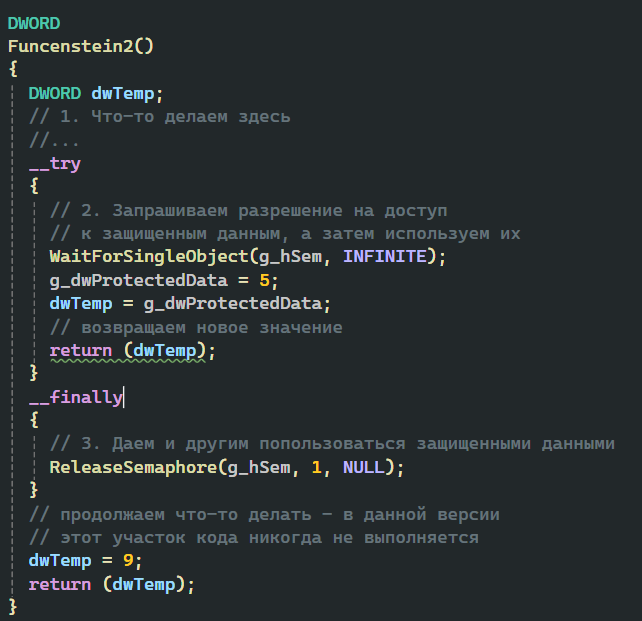 DWORD
Funcenstein2()
{
DWORD dwTemp;
// 1. Что-то делаем здесь
//...
__try
{
// 2. Запрашиваем разрешение на доступ
// к защищенным данным, а затем используем их
WaitForSingleObject(g_hSem, INFINITE);
g_dwProtectedData = 5;
dwTemp = g_dwProtectedData;
// возвращаем новое значение
return (dwTemp);
}
__finally
{
// 3. Даем и другим попользоваться защищенными данными
ReleaseSemaphore(g_hSem, 1, NULL);
}
// продолжаем что-то делать - в данной версии
// этот участок кода никогда не выполняется
dwTemp = 9;
return (dwTemp);
}